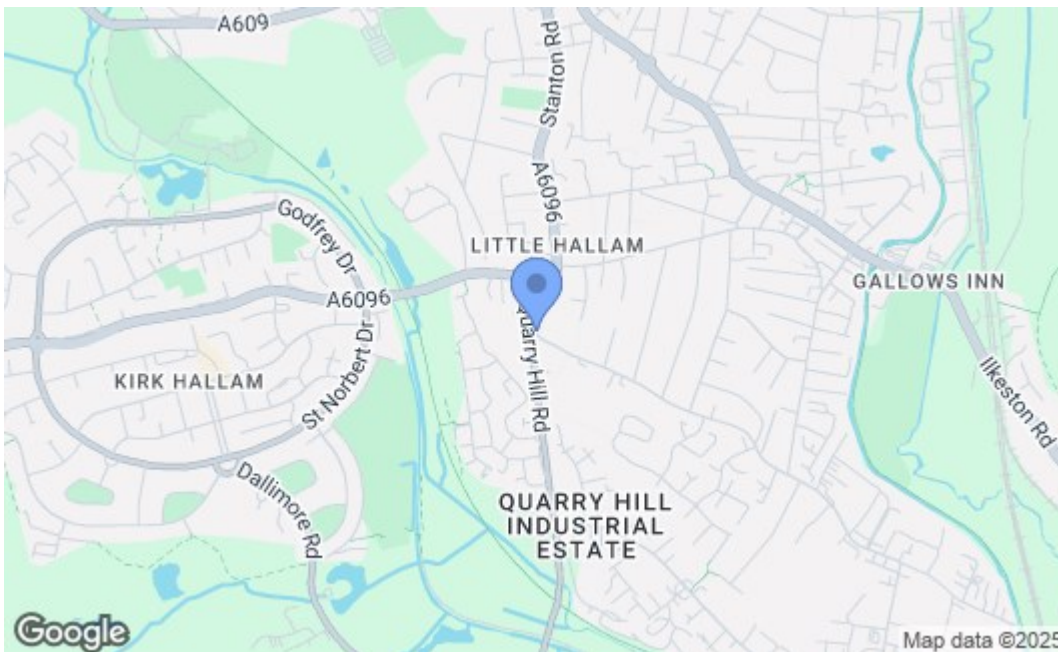 A609
Stanton Rd
A6096
Godfrey Dr
LITTLE HALLAM
A6096
GALLOWS INN
St Norbert Dr
Quarry Hill Rd
KIRK HALLAM
Ilkeston Rd
Dallimore Rd
QUARRY HILL
INDUSTRIAL
ESTATE
Google
Map data ©2025